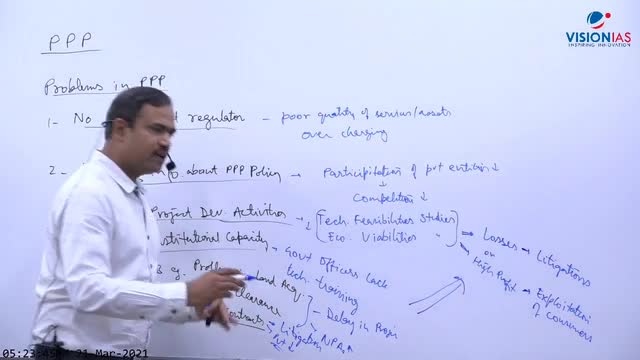 VISIONIAS
INSPIRING INNOVATION
PPP
Problems in PPP
1- No regulator - poor quality of services/assets
over charging
2- about PPP Policy → Participation of pvt entities ↓
↓
Competition ↓
Project Dev. Activities → ↓ [Tech. Feasibilities Studies
Eco. Viabilities " ] → Losses → Litigations
or
High Profit → Exploitation
of consumers
Institutional Capacity - Govt Officers Lack
tech. training
e.g. Land Acq.
Clearance
Delay in
Contracts → Litigation NPA ↑
05:23:4 21-Mar-2021